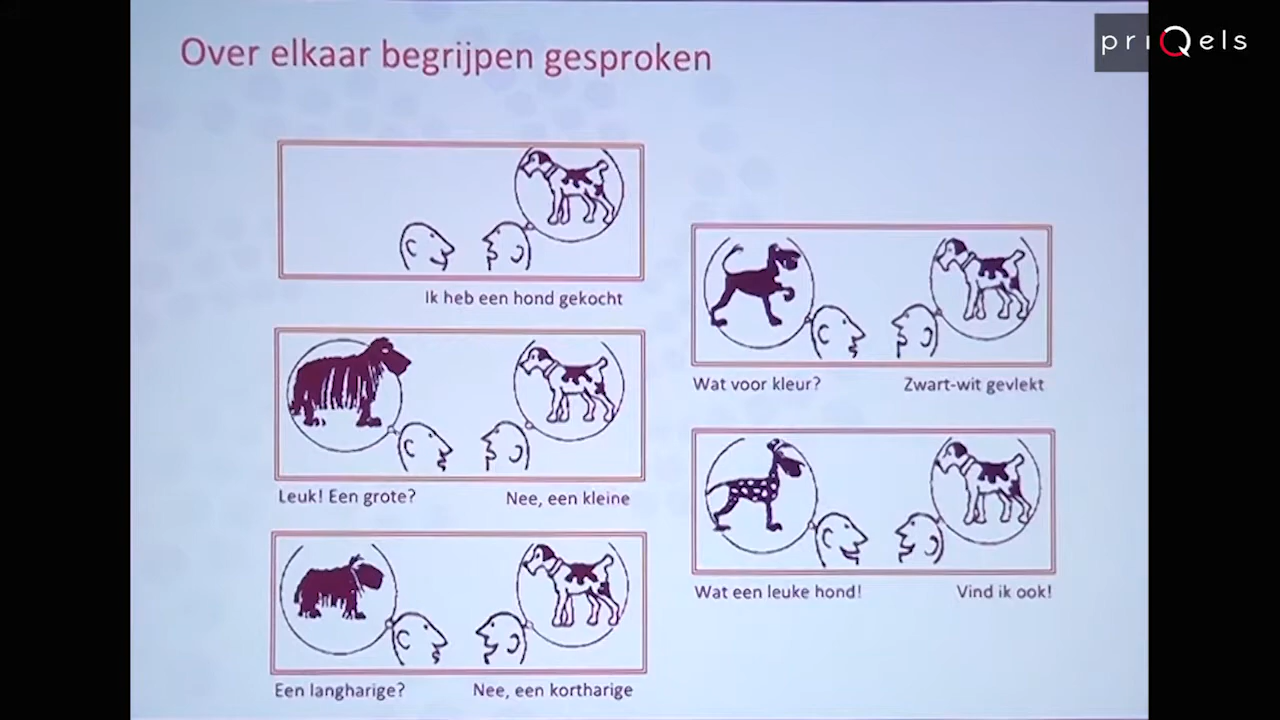 Over elkaar begrijpen gesproken
priQels
Ik heb een hond gekocht
Leuk! Een grote?
Nee, een kleine
Een langharige?
Nee, een kortharige
Wat voor kleur?
Zwart-wit gevlekt
Wat een leuke hond!
Vind ik ook!